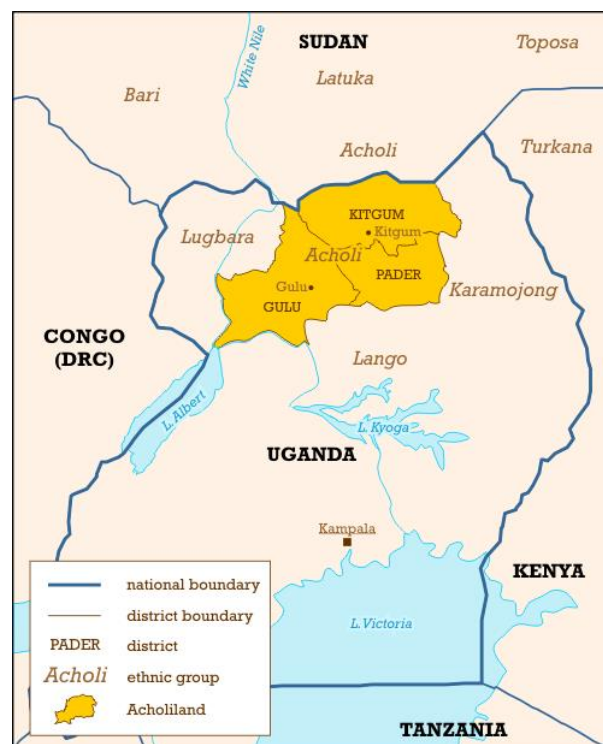 SUDAN
Toposa
White Nile
Latuka
Bari
Acholi
Turkana
KITGUM
Kitgum
Lugbara
Acholi
PADER
Gulu
GULU
Karamojong
CONGO
(DRC)
Lango
L. Albert
L. Kyoga
UGANDA
Kampala
KENYA
L. Victoria
TANZANIA
national boundary
district boundary
PADER district
Acholi ethnic group
Acholiland